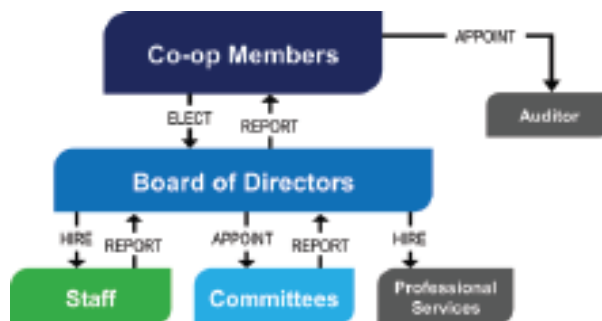 Co-op Members
APPOINT
Auditor
ELECT
REPORT
Board of Directors
HIRE
REPORT
APPOINT
REPORT
HIRE
Staff
Committees
Professional
Services